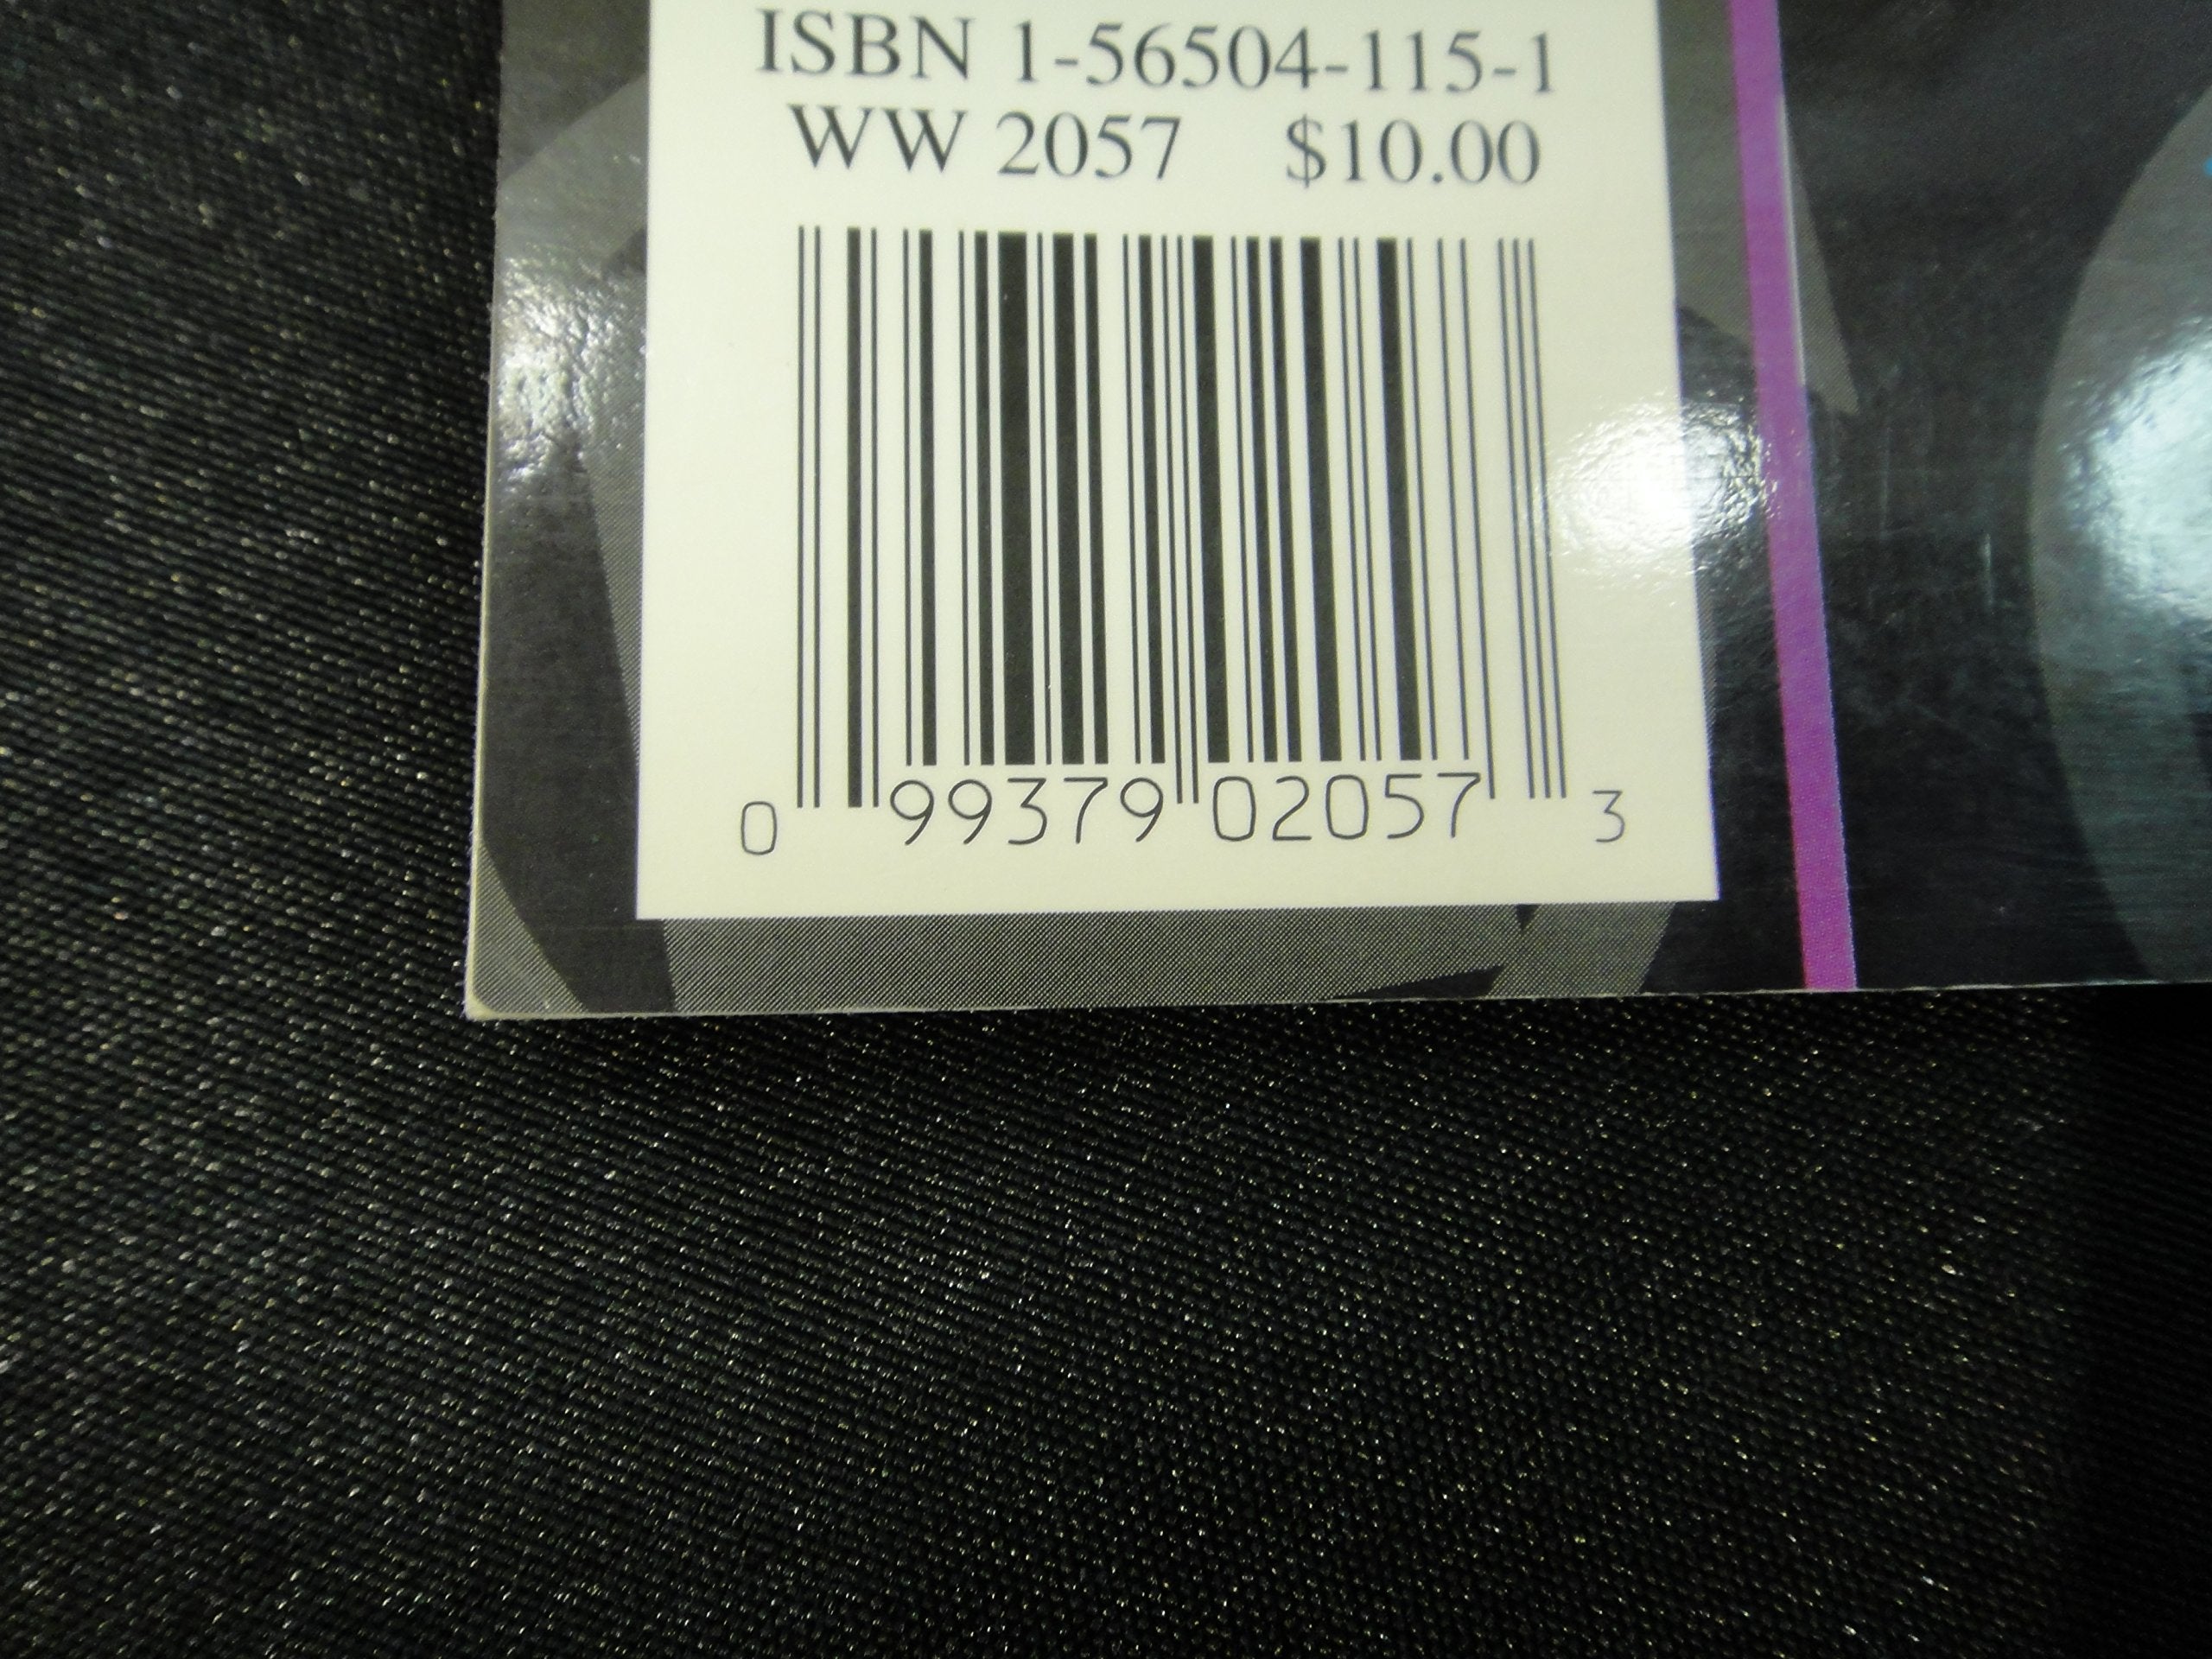 ISBN 1-56504-115-1
WW 2057 $10.00
0 99379 02057 3